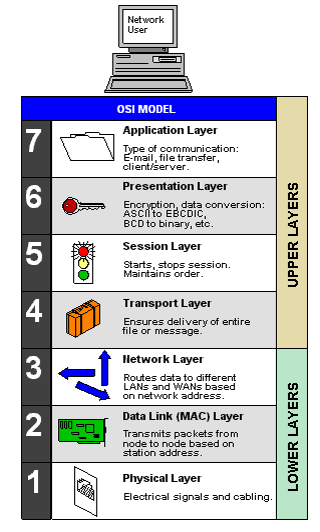 Network
User
OSI MODEL
7
Application Layer
Type of communication:
E-mail, file transfer,
client/server.
6
Presentation Layer
Encryption, data conversion:
ASCII to EBCDIC,
BCD to binary, etc.
5
Session Layer
Starts, stops session.
Maintains order.
4
Transport Layer
Ensures delivery of entire
file or message.
UPPER LAYERS
3
Network Layer
Routes data to different
LANs and WANs based
on network address.
2
Data Link (MAC) Layer
Transmits packets from
node to node based on
station address.
1
Physical Layer
Electrical signals and cabling.
LOWER LAYERS